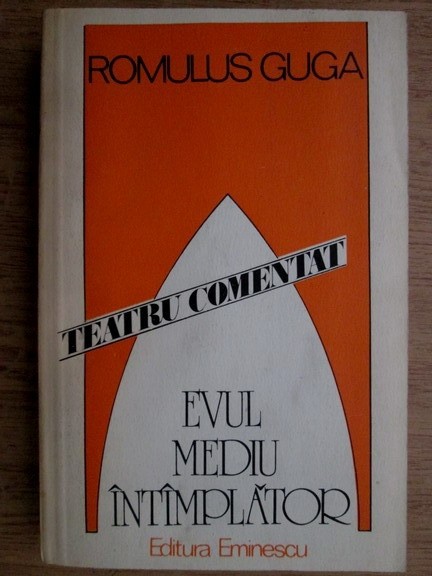 ROMULUS GUGA
TEATRU COMENTAT
EVUL
MEDIU
ÎNTÎMPLĂTOR
Editura Eminescu